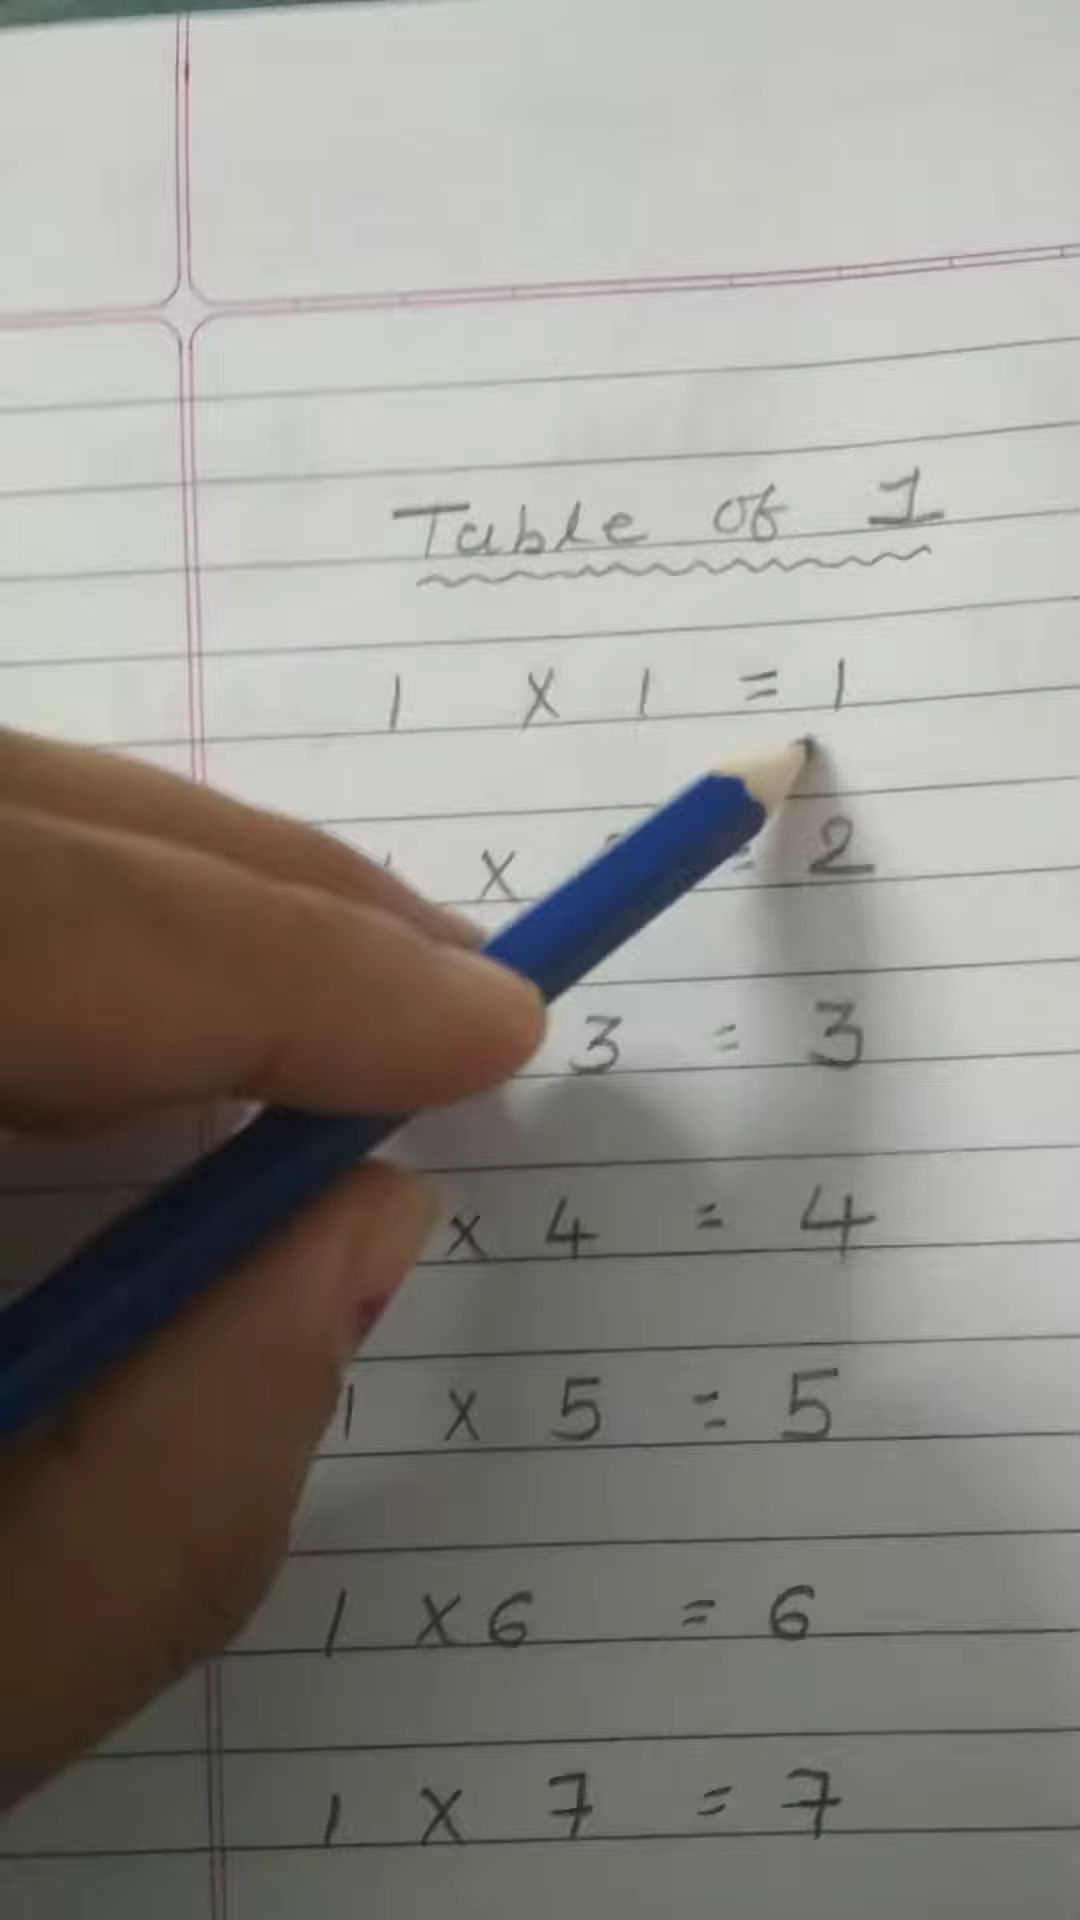 Table of 1
1 X 1 = 1
X = 2
3 = 3
x 4 = 4
1 X 5 = 5
1 X 6 = 6
1 X 7 = 7